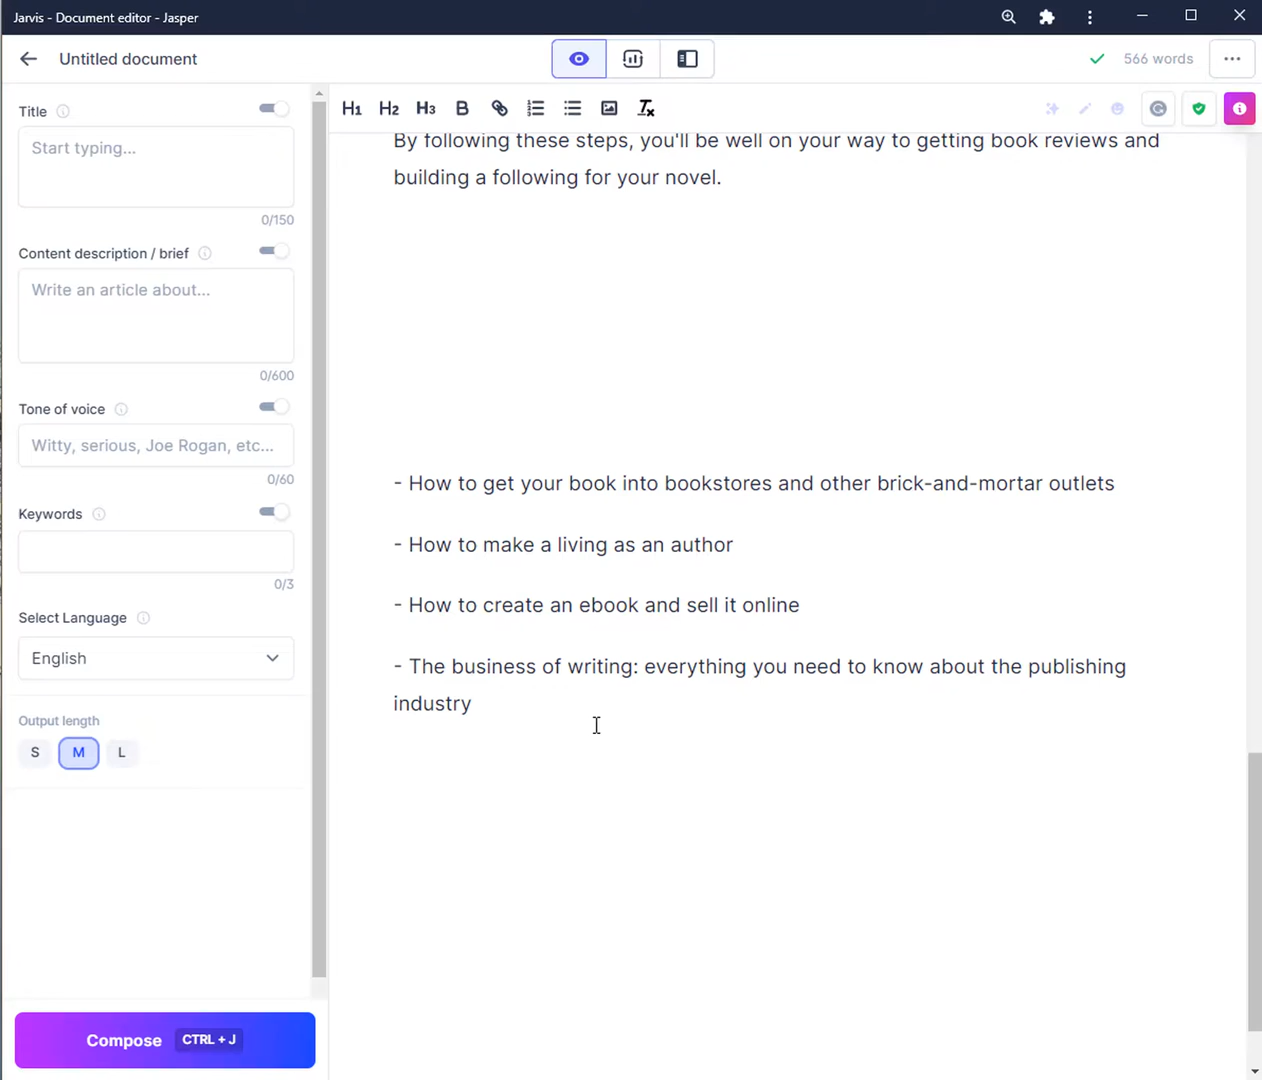 Jarvis - Document editor - Jasper
Untitled document
566 words
Title
Start typing...
0/150
Content description / brief
Write an article about...
0/600
Tone of voice
Witty, serious, Joe Rogan, etc...
0/60
Keywords
0/3
Select Language
English
Output length
S M L
Compose CTRL + J
H1 H2 H3 B
By following these steps, you'll be well on your way to getting book reviews and
building a following for your novel.
- How to get your book into bookstores and other brick-and-mortar outlets
- How to make a living as an author
- How to create an ebook and sell it online
- The business of writing: everything you need to know about the publishing
industry